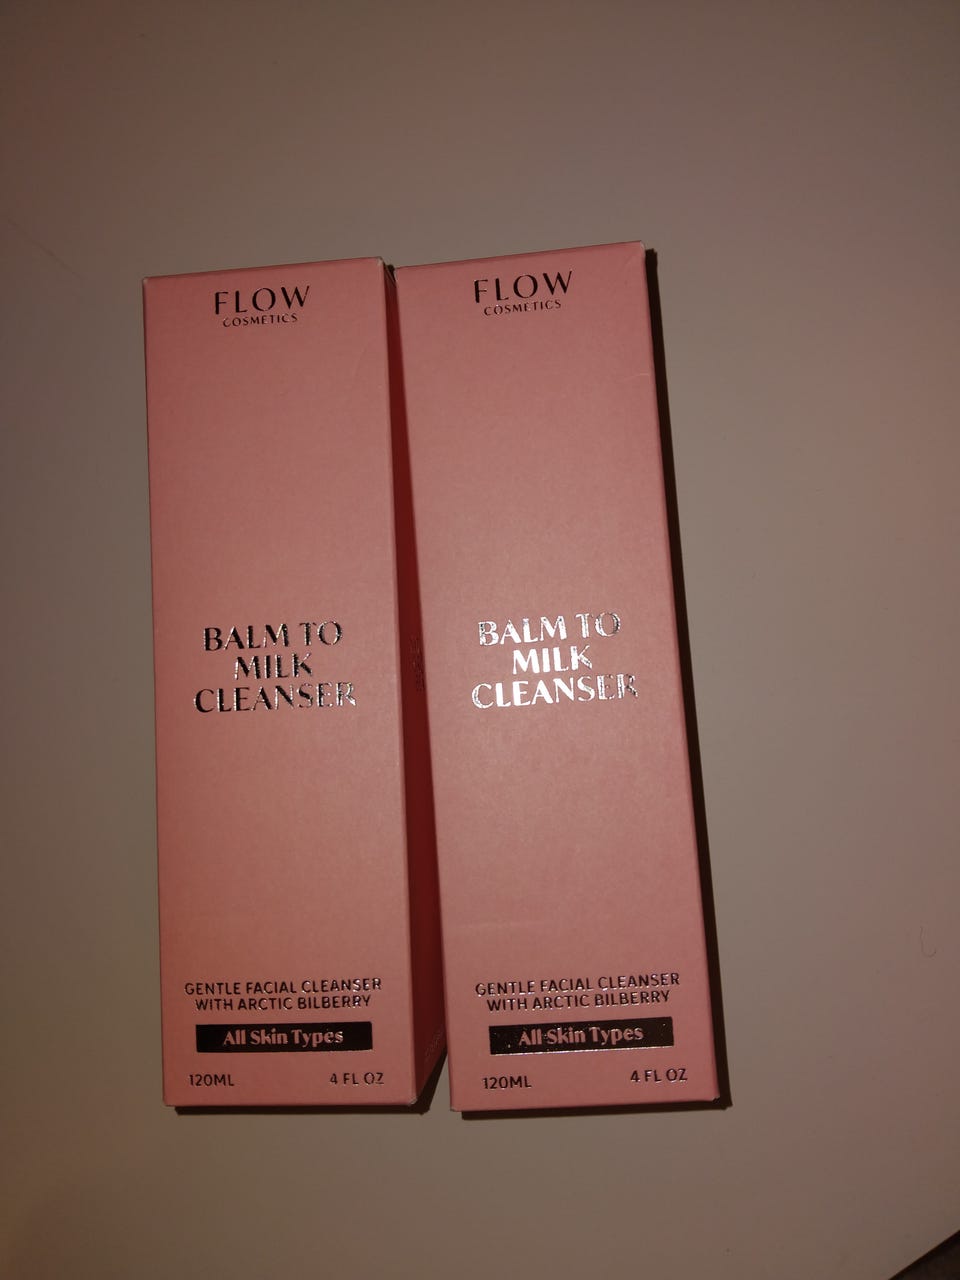 FLOW
COSMETICS
BALM TO
MILK
CLEANSER
GENTLE FACIAL CLEANSER
WITH ARCTIC BILBERRY
All Skin Types
120ML 4 FL OZ
FLOW
COSMETICS
BALM TO
MILK
CLEANSER
GENTLE FACIAL CLEANSER
WITH ARCTIC BILBERRY
All Skin Types
120ML 4 FL OZ